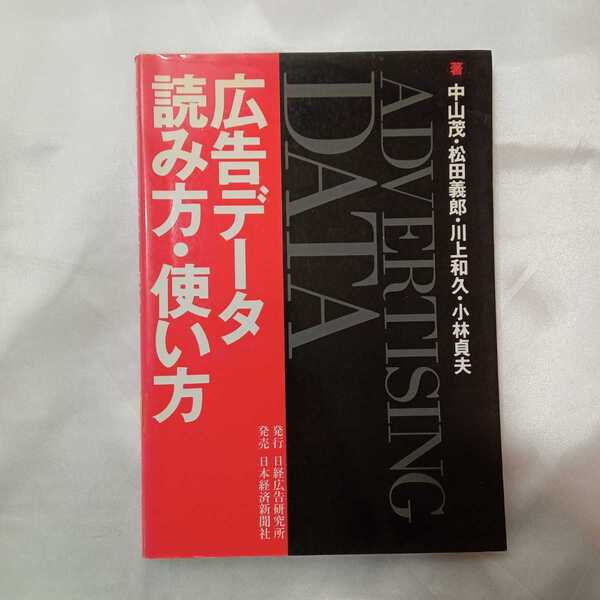 著 中山茂・松田義郎・川上和久・小林貞夫
ADVERTISING
DATA
広告データ
読み方・使い方
発行 日経広告研究所
発売 日本経済新聞社